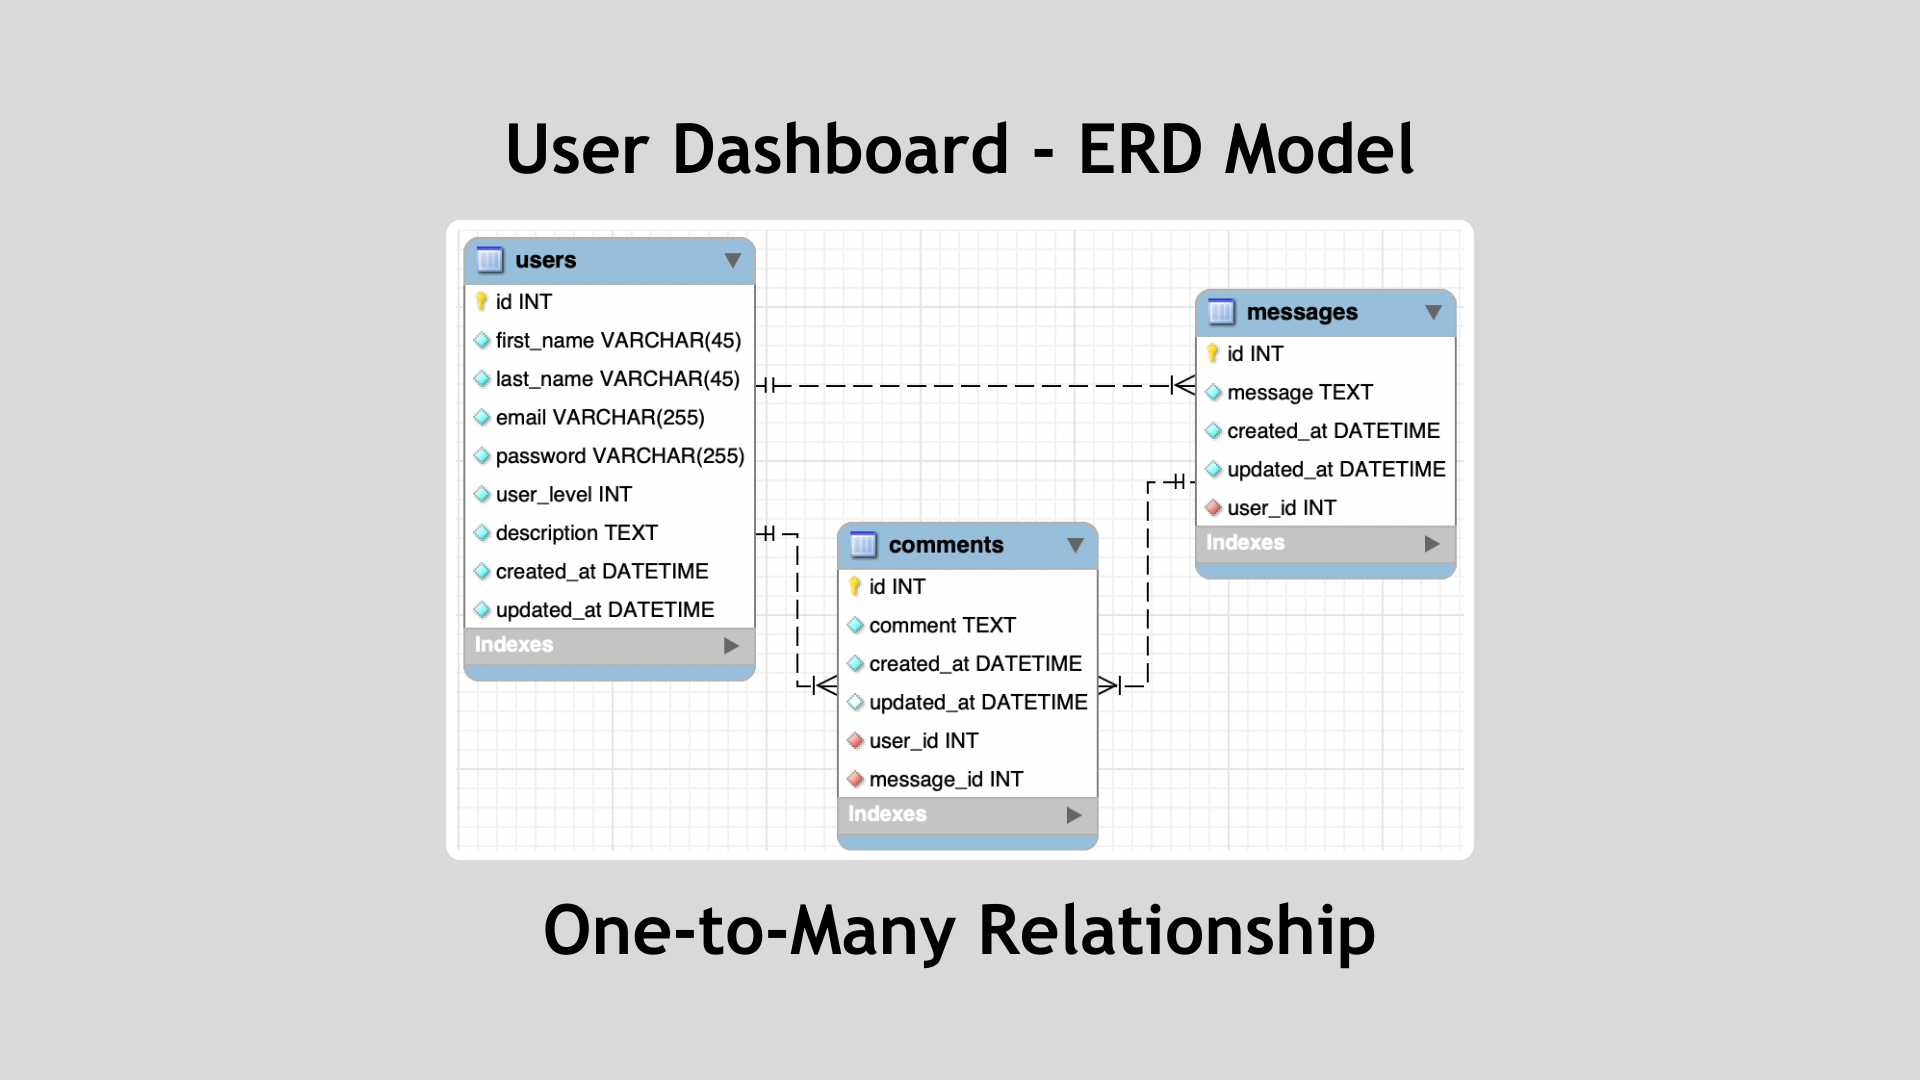 User Dashboard - ERD Model
users
id INT
first_name VARCHAR(45)
last_name VARCHAR(45)
email VARCHAR(255)
password VARCHAR(255)
user_level INT
description TEXT
created_at DATETIME
updated_at DATETIME
Indexes
messages
id INT
message TEXT
created_at DATETIME
updated_at DATETIME
user_id INT
Indexes
comments
id INT
comment TEXT
created_at DATETIME
updated_at DATETIME
user_id INT
message_id INT
Indexes
One-to-Many Relationship